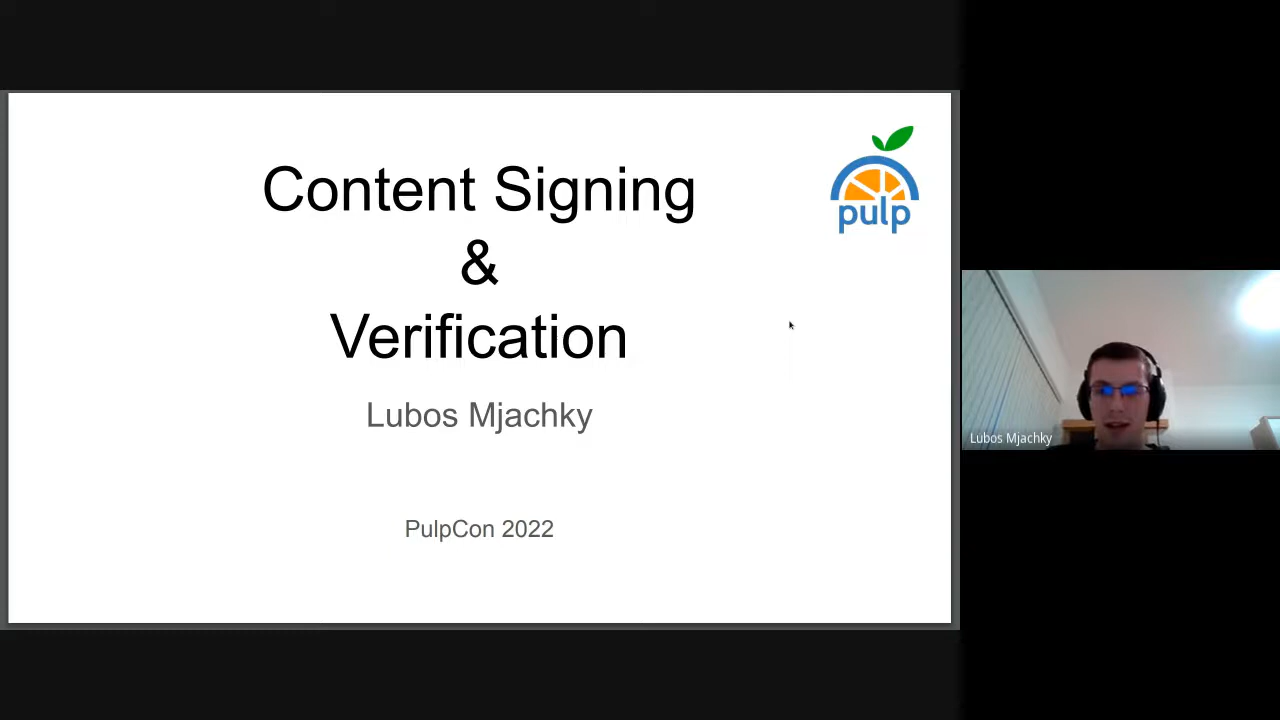 Content Signing
&
Verification
Lubos Mjachky
PulpCon 2022
pulp
Lubos Mjachky